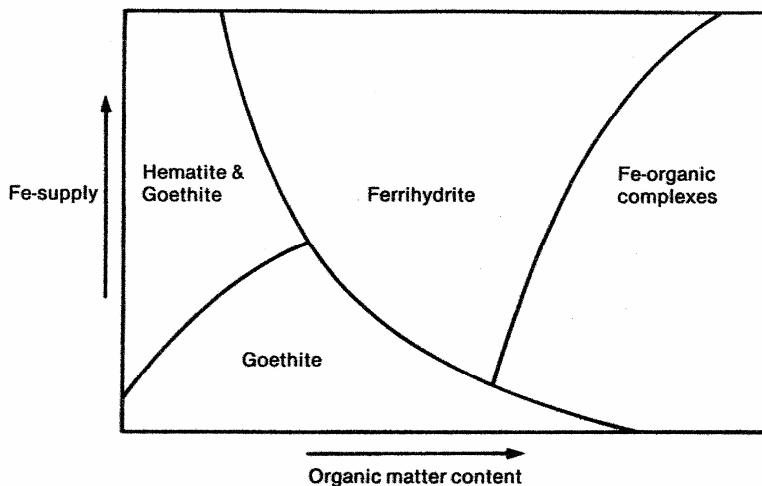 Hematite &
Goethite
Ferrihydrite
Fe-organic
complexes
Fe-supply
Goethite
Organic matter content